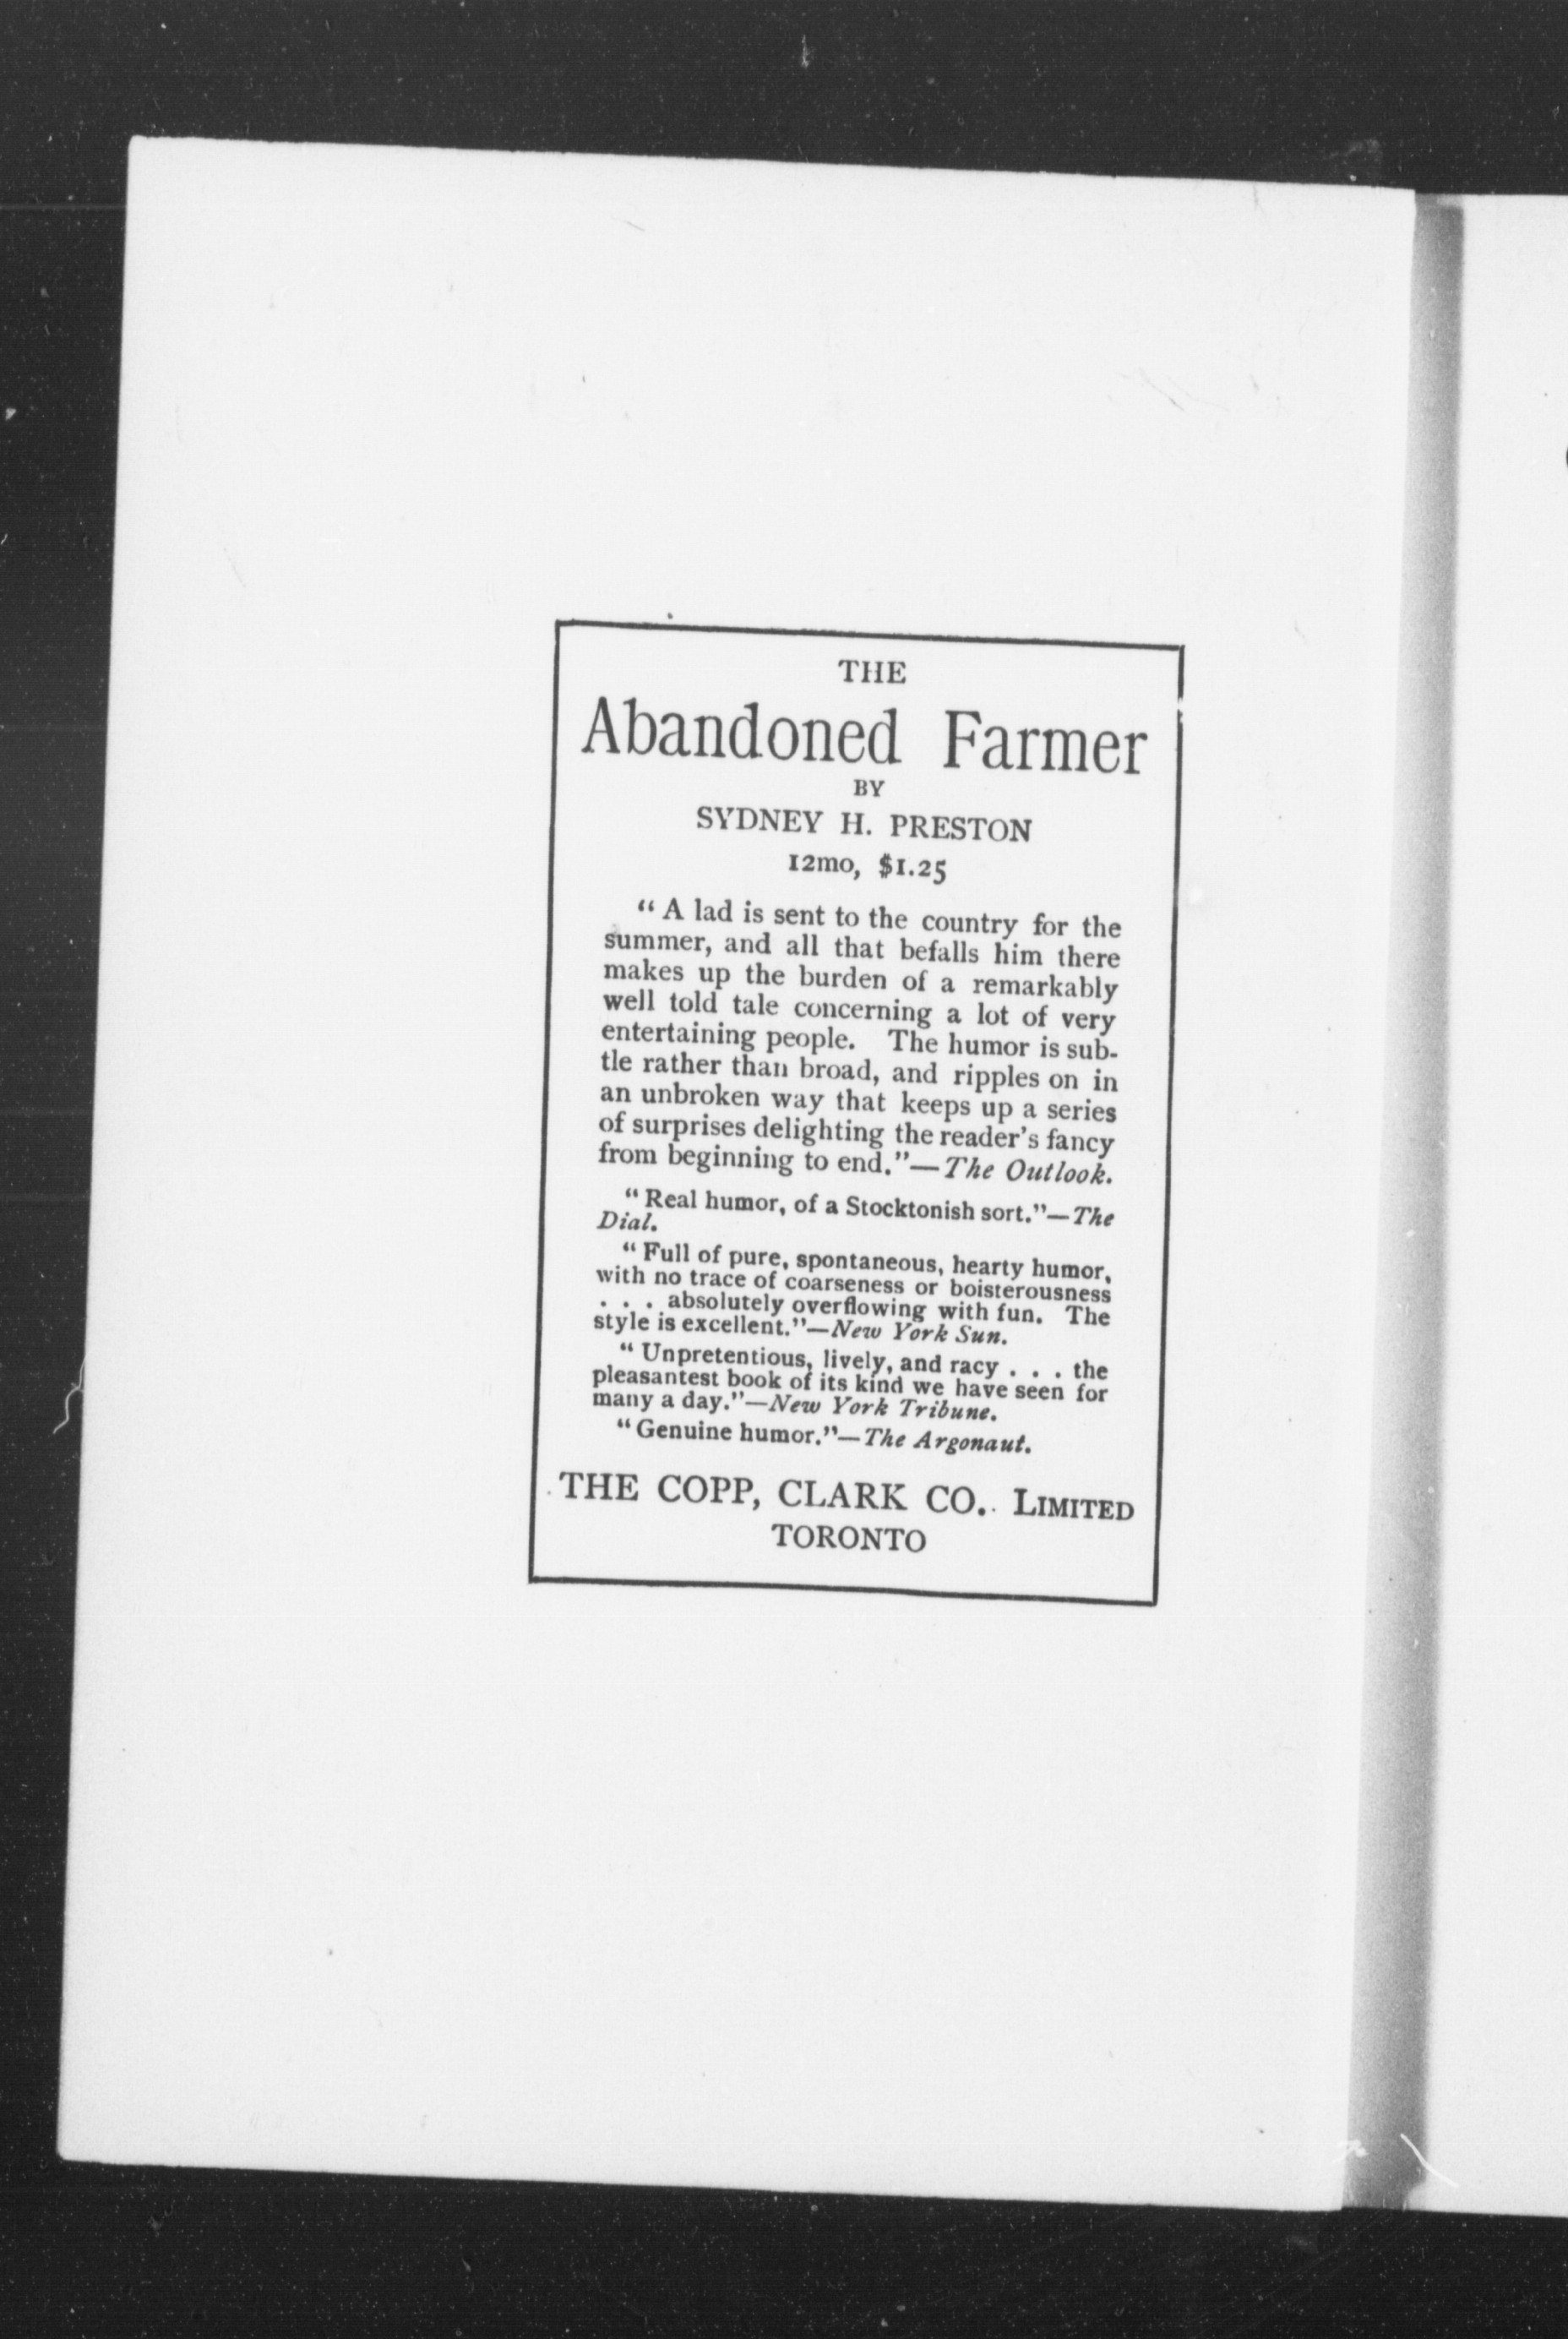 THE
Abandoned Farmer
BY
SYDNEY H. PRESTON
12mo, $1.25
“A lad is sent to the country for the
summer, and all that befalls him there
makes up the burden of a remarkably
well told tale concerning a lot of very
entertaining people. The humor is sub-
tle rather than broad, and ripples on in
an unbroken way that keeps up a series
of surprises delighting the reader’s fancy
from beginning to end.”—The Outlook.
“Real humor, of a Stocktonish sort.”—The
Dial.
“Full of pure, spontaneous, hearty humor,
with no trace of coarseness or boisterousness
. . . absolutely overflowing with fun. The
style is excellent.”—New York Sun.
“Unpretentious, lively, and racy . . . the
pleasantest book of its kind we have seen for
many a day.”—New York Tribune.
“Genuine humor.”—The Argonaut.
THE COPP, CLARK CO. LIMITED
TORONTO